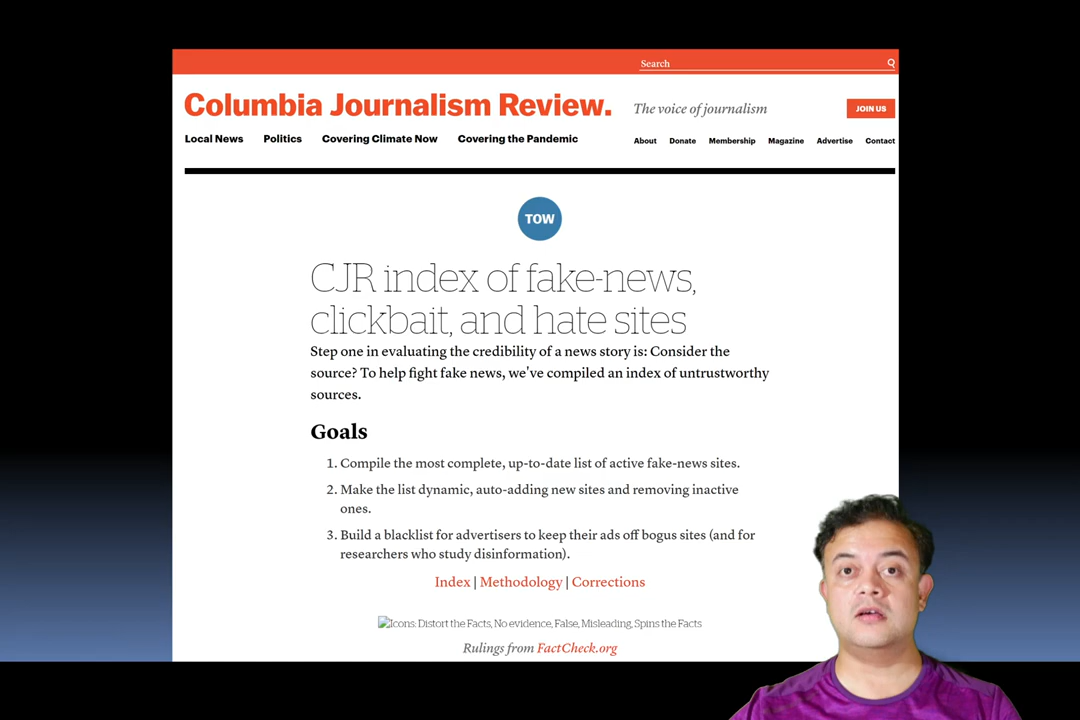 Search
Columbia Journalism Review.
The voice of journalism
JOIN US
Local News Politics Covering Climate Now Covering the Pandemic
About Donate Membership Magazine Advertise Contact
TOW
CJR index of fake-news,
clickbait, and hate sites
Step one in evaluating the credibility of a news story is: Consider the
source? To help fight fake news, we've compiled an index of untrustworthy
sources.
Goals
1. Compile the most complete, up-to-date list of active fake-news sites.
2. Make the list dynamic, auto-adding new sites and removing inactive
ones.
3. Build a blacklist for advertisers to keep their ads off bogus sites (and for
researchers who study disinformation).
Index | Methodology | Corrections
Icons: Distort the Facts, No evidence, False, Misleading, Spins the Facts
Rulings from FactCheck.org